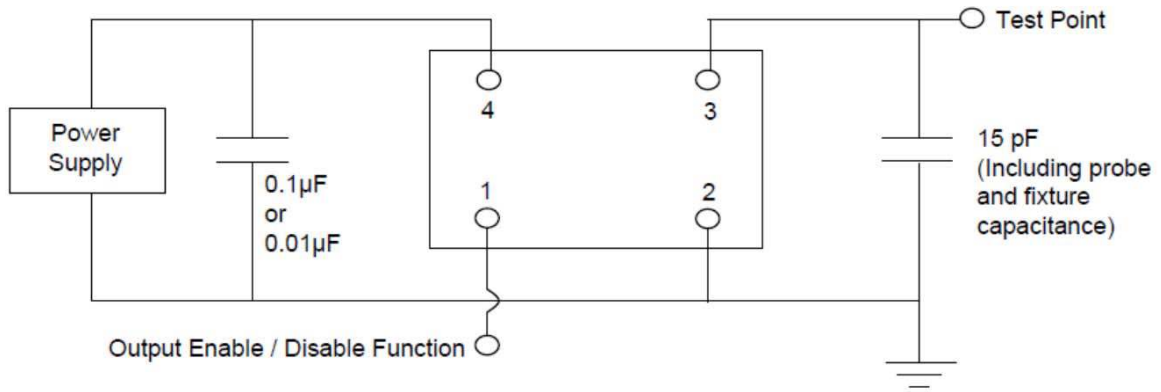 Test Point
4
3
Power
Supply
15 pF
(Including probe
and fixture
capacitance)
0.1µF
or
0.01µF
1
2
Output Enable / Disable Function